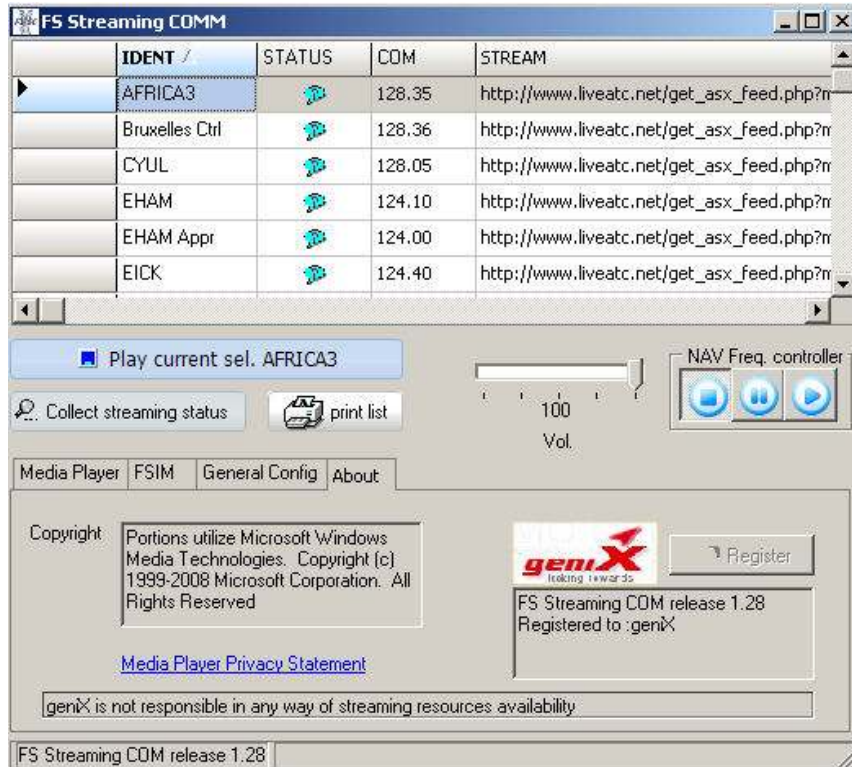 FS Streaming COMM
IDENT STATUS COM STREAM
AFRICA3 128.35 http://www.liveatc.net/get_asx_feed.php?m
Bruxelles Ctrl 128.36 http://www.liveatc.net/get_asx_feed.php?m
CYUL 128.05 http://www.liveatc.net/get_asx_feed.php?m
EHAM 124.10 http://www.liveatc.net/get_asx_feed.php?m
EHAM Appr 124.00 http://www.liveatc.net/get_asx_feed.php?m
EICK 124.40 http://www.liveatc.net/get_asx_feed.php?m
Play current sel. AFRICA3
NAV Freq. controller
Collect streaming status
print list
100
Vol.
Media Player FSIM General Config About
Copyright
Portions utilize Microsoft Windows
Media Technologies. Copyright (c)
1999-2008 Microsoft Corporation. All
Rights Reserved
Media Player Privacy Statement
geniX
looking towards
Register
FS Streaming COM release 1.28
Registered to :geniX
geniX is not responsible in any way of streaming resources availability
FS Streaming COM release 1.28